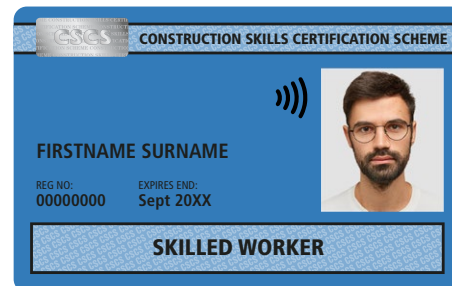 CSCS
CONSTRUCTION SKILLS CERTIFICATION SCHEME
FIRSTNAME SURNAME
REG NO:
00000000
EXPIRES END:
Sept 20XX
SKILLED WORKER